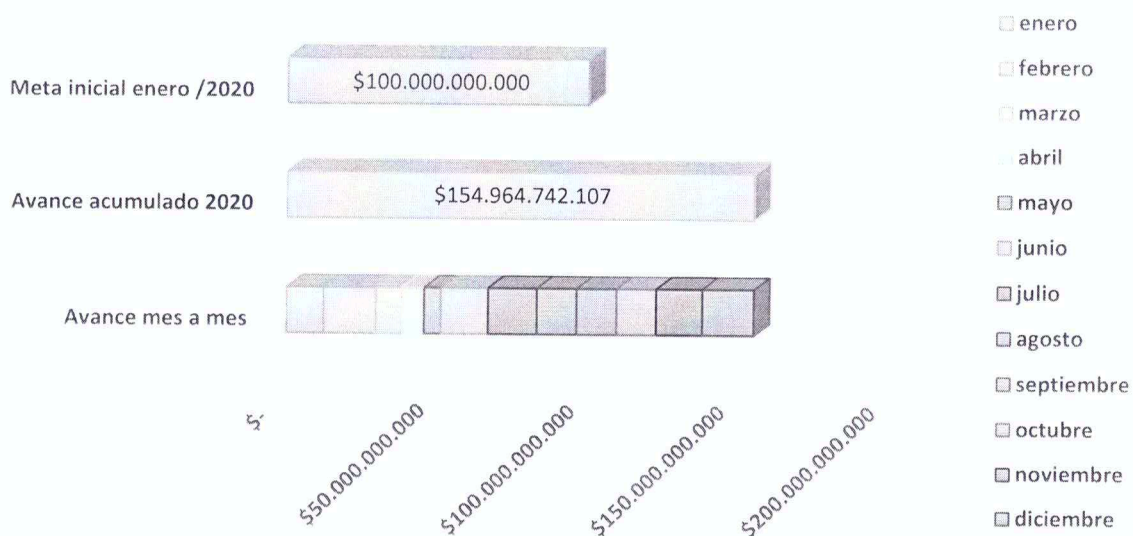 Meta inicial enero /2020
$100.000.000.000
Avance acumulado 2020
$154.964.742.107
Avance mes a mes
$-
$50.000.000.000
$100.000.000.000
$150.000.000.000
$200.000.000.000
enero
febrero
marzo
abril
mayo
junio
julio
agosto
septiembre
octubre
noviembre
diciembre